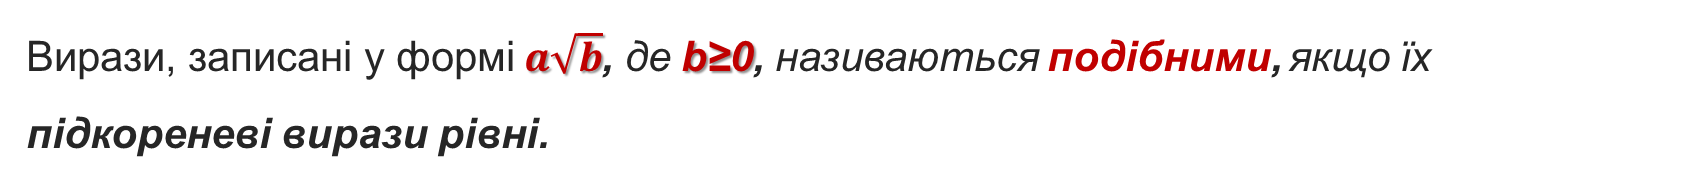 Вирази, записані у формі a√b, де b≥0, називаються подібними, якщо їх
підкореневі вирази рівні.